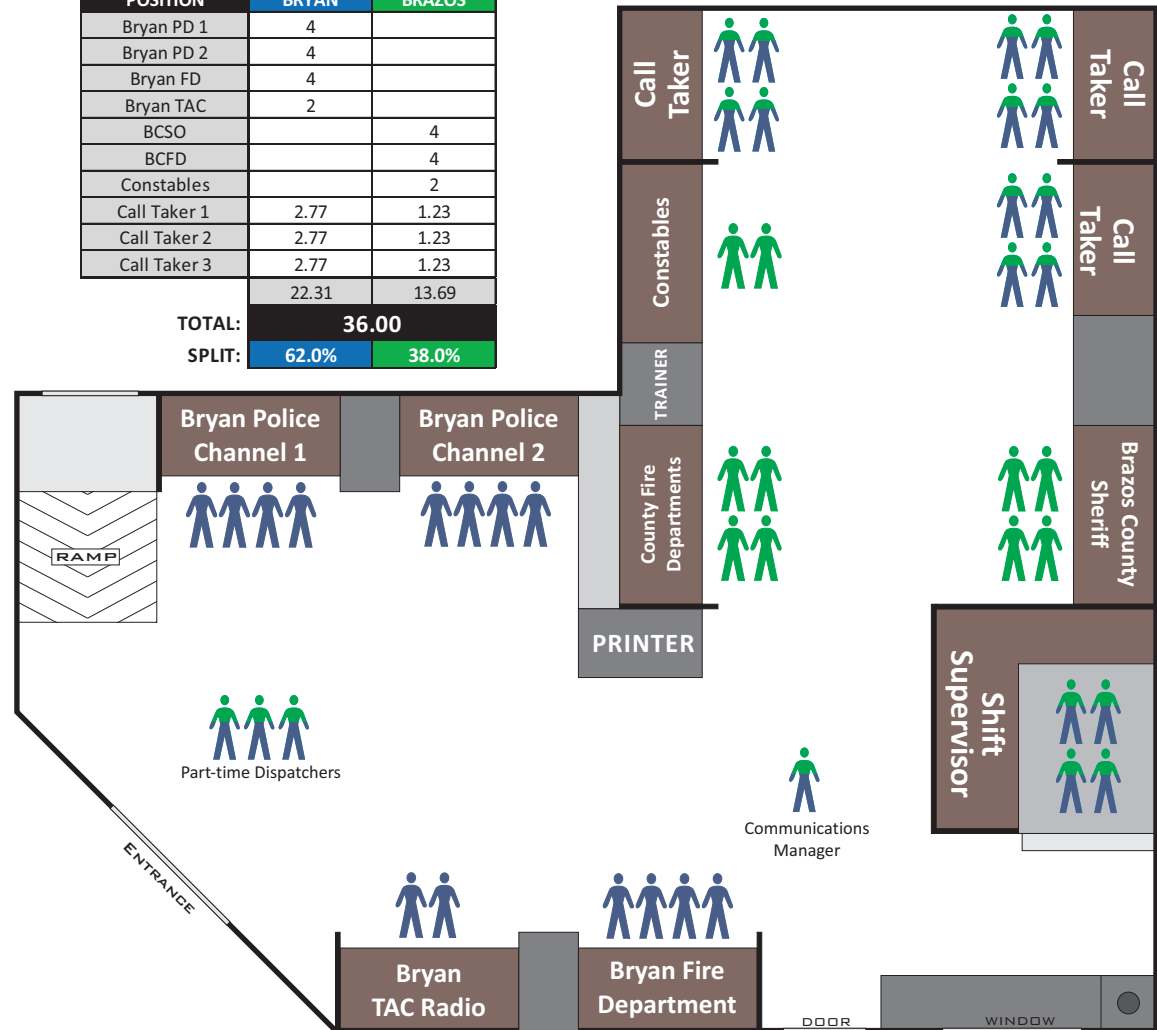 POSITION BRYAN BRAZOS
Bryan PD 1 4
Bryan PD 2 4
Bryan FD 4
Bryan TAC 2
BCSO 4
BCFD 4
Constables 2
Call Taker 1 2.77 1.23
Call Taker 2 2.77 1.23
Call Taker 3 2.77 1.23
22.31 13.69
TOTAL: 36.00
SPLIT: 62.0% 38.0%
Call
Taker
Call
Taker
Constables
Call
Taker
TRAINER
Bryan Police
Channel 1
Bryan Police
Channel 2
County Fire
Departments
Brazos County
Sheriff
RAMP
PRINTER
Shift
Supervisor
Part-time Dispatchers
Communications
Manager
ENTRANCE
Bryan
TAC Radio
Bryan Fire
Department
DOOR
WINDOW